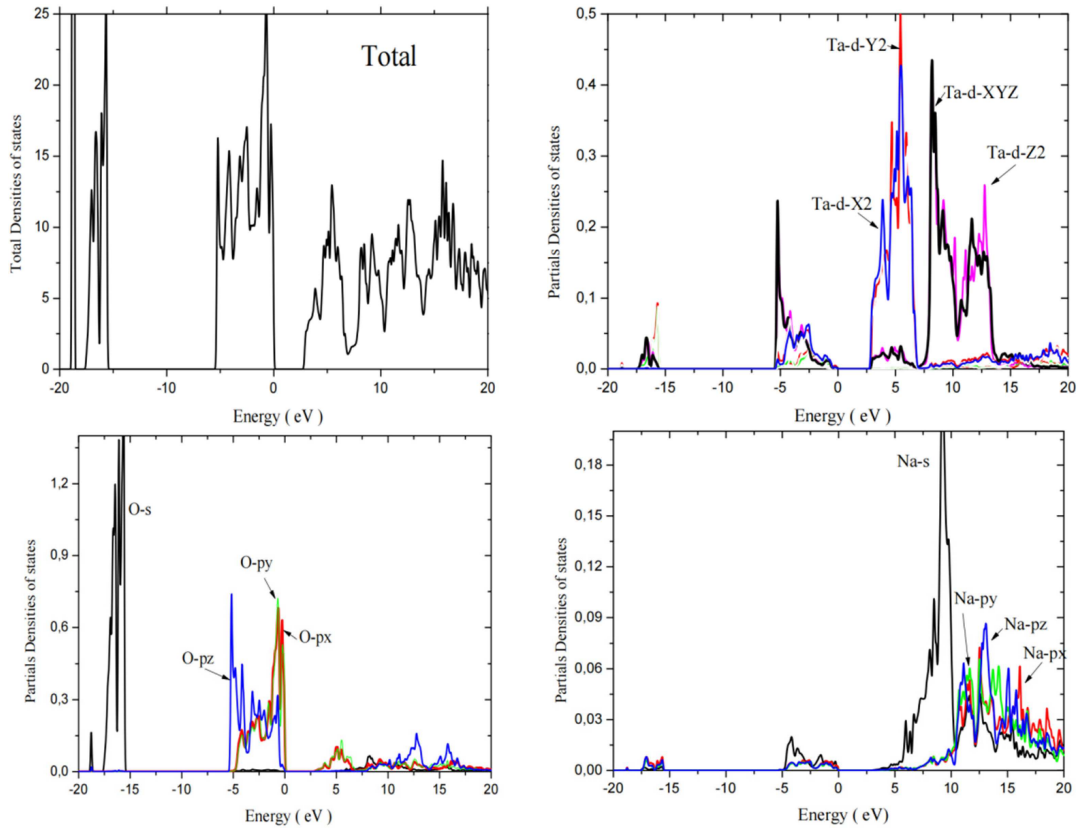 Total
Total Densities of states
25
20
15
10
5
0
-20 -10 0 10 20
Energy ( eV )
Ta-d-Y2
Ta-d-XYZ
Ta-d-Z2
Ta-d-X2
Partials Densities of states
0,5
0,4
0,3
0,2
0,1
0,0
-20 -15 -10 -5 0 5 10 15 20
Energy ( eV )
O-s
O-py
O-px
O-pz
Partials Densities of states
1,2
0,9
0,6
0,3
0,0
-20 -15 -10 -5 0 5 10 15 20
Energy ( eV )
Na-s
Na-py
Na-pz
Na-px
Partials Densities of states
0,18
0,15
0,12
0,09
0,06
0,03
0,00
-20 -15 -10 -5 0 5 10 15 20
Energy ( eV)